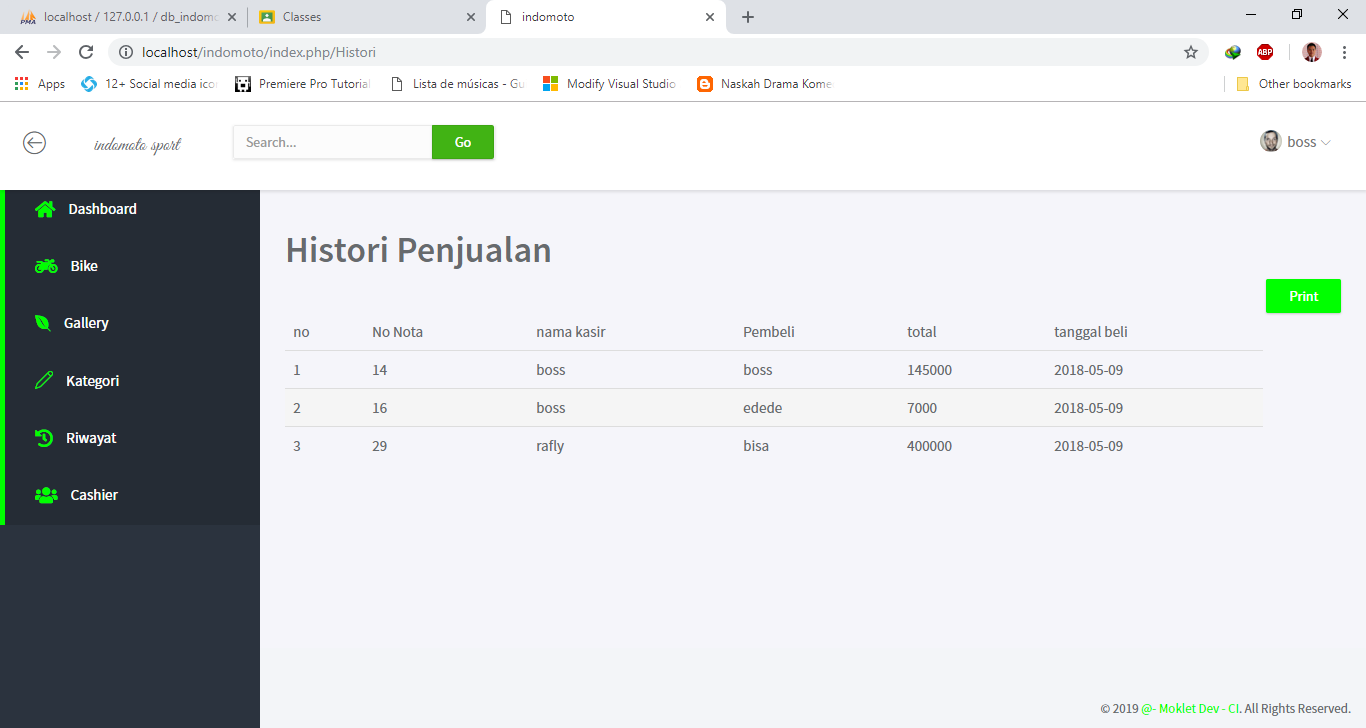 localhost / 127.0.0.1 / db_indomo
Classes
indomoto
localhost/indomoto/index.php/Histori
ABP
Apps
12+ Social media icon
Premiere Pro Tutorial
Lista de músicas - Gu
Modify Visual Studio
Naskah Drama Kome
Other bookmarks
indomoto sport
Search...
Go
boss
Dashboard
Bike
Gallery
Kategori
Riwayat
Cashier
Histori Penjualan
Print
no No Nota nama kasir Pembeli total tanggal beli
1 14 boss boss 145000 2018-05-09
2 16 boss edede 7000 2018-05-09
3 29 rafly bisa 400000 2018-05-09
© 2019 @- Moklet Dev - CI. All Rights Reserved.